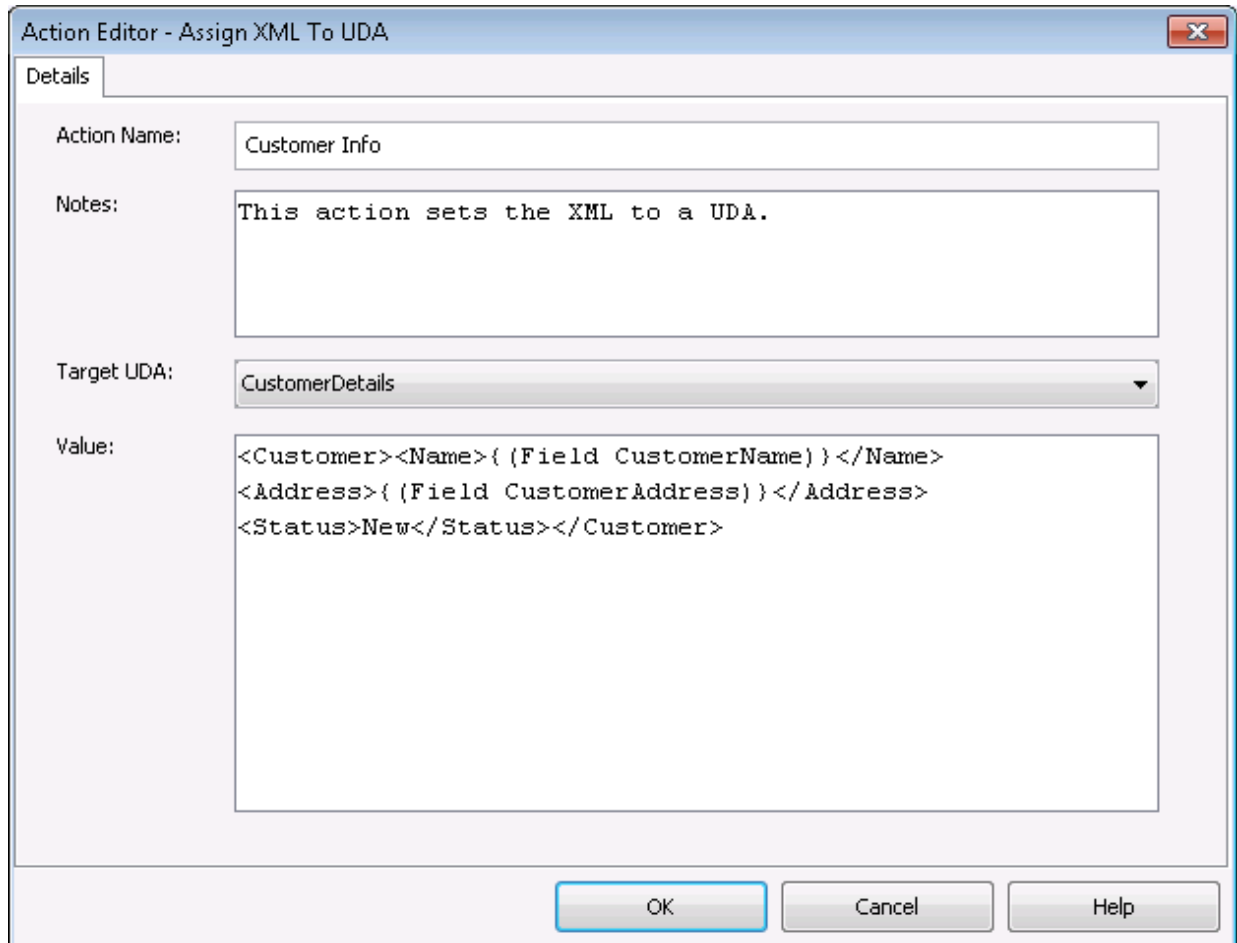 Action Editor - Assign XML To UDA
Details
Action Name:
Customer Info
Notes:
This action sets the XML to a UDA.
Target UDA:
CustomerDetails
Value:
<Customer><Name>{(Field CustomerName)}</Name>
<Address>{(Field CustomerAddress)}</Address>
<Status>New</Status></Customer>
OK
Cancel
Help